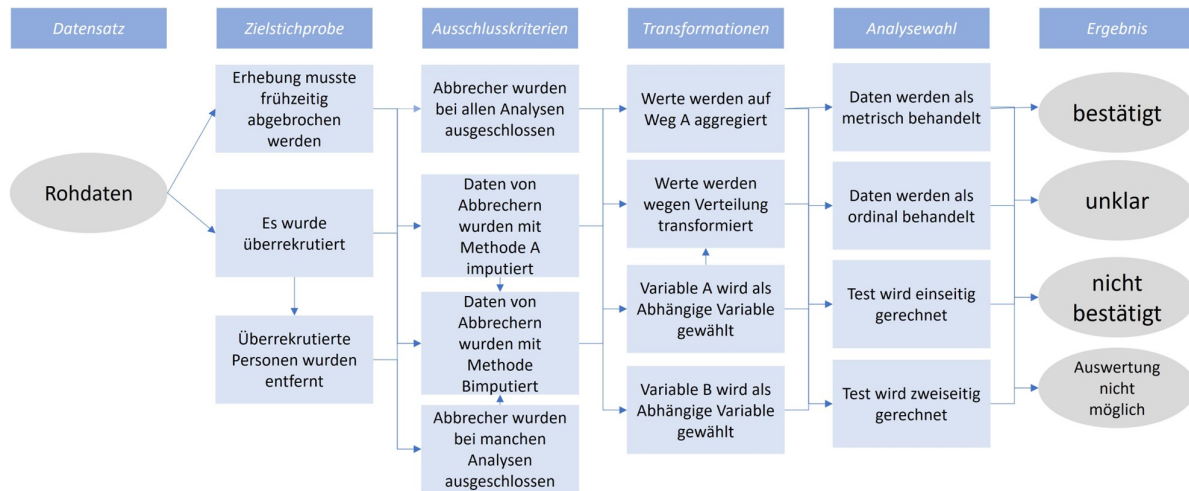 Datensatz
Zielstichprobe
Ausschlusskriterien
Transformationen
Analysewahl
Ergebnis
Rohdaten
Erhebung musste
frühzeitig
abgebrochen
werden
Es wurde
überrekrutiert
Überrekrutierte
Personen wurden
entfernt
Abbrecher wurden
bei allen Analysen
ausgeschlossen
Daten von
Abbrechern
wurden mit
Methode A
imputiert
Daten von
Abbrechern
wurden mit
Methode
Bimputiert
Abbrecher wurden
bei manchen
Analysen
ausgeschlossen
Werte werden auf
Weg A aggregiert
Werte werden
wegen Verteilung
transformiert
Variable A wird als
Abhängige Variable
gewählt
Variable B wird als
Abhängige Variable
gewählt
Daten werden als
metrisch behandelt
Daten werden als
ordinal behandelt
Test wird einseitig
gerechnet
Test wird zweiseitig
gerechnet
bestätigt
unklar
nicht
bestätigt
Auswertung
nicht
möglich